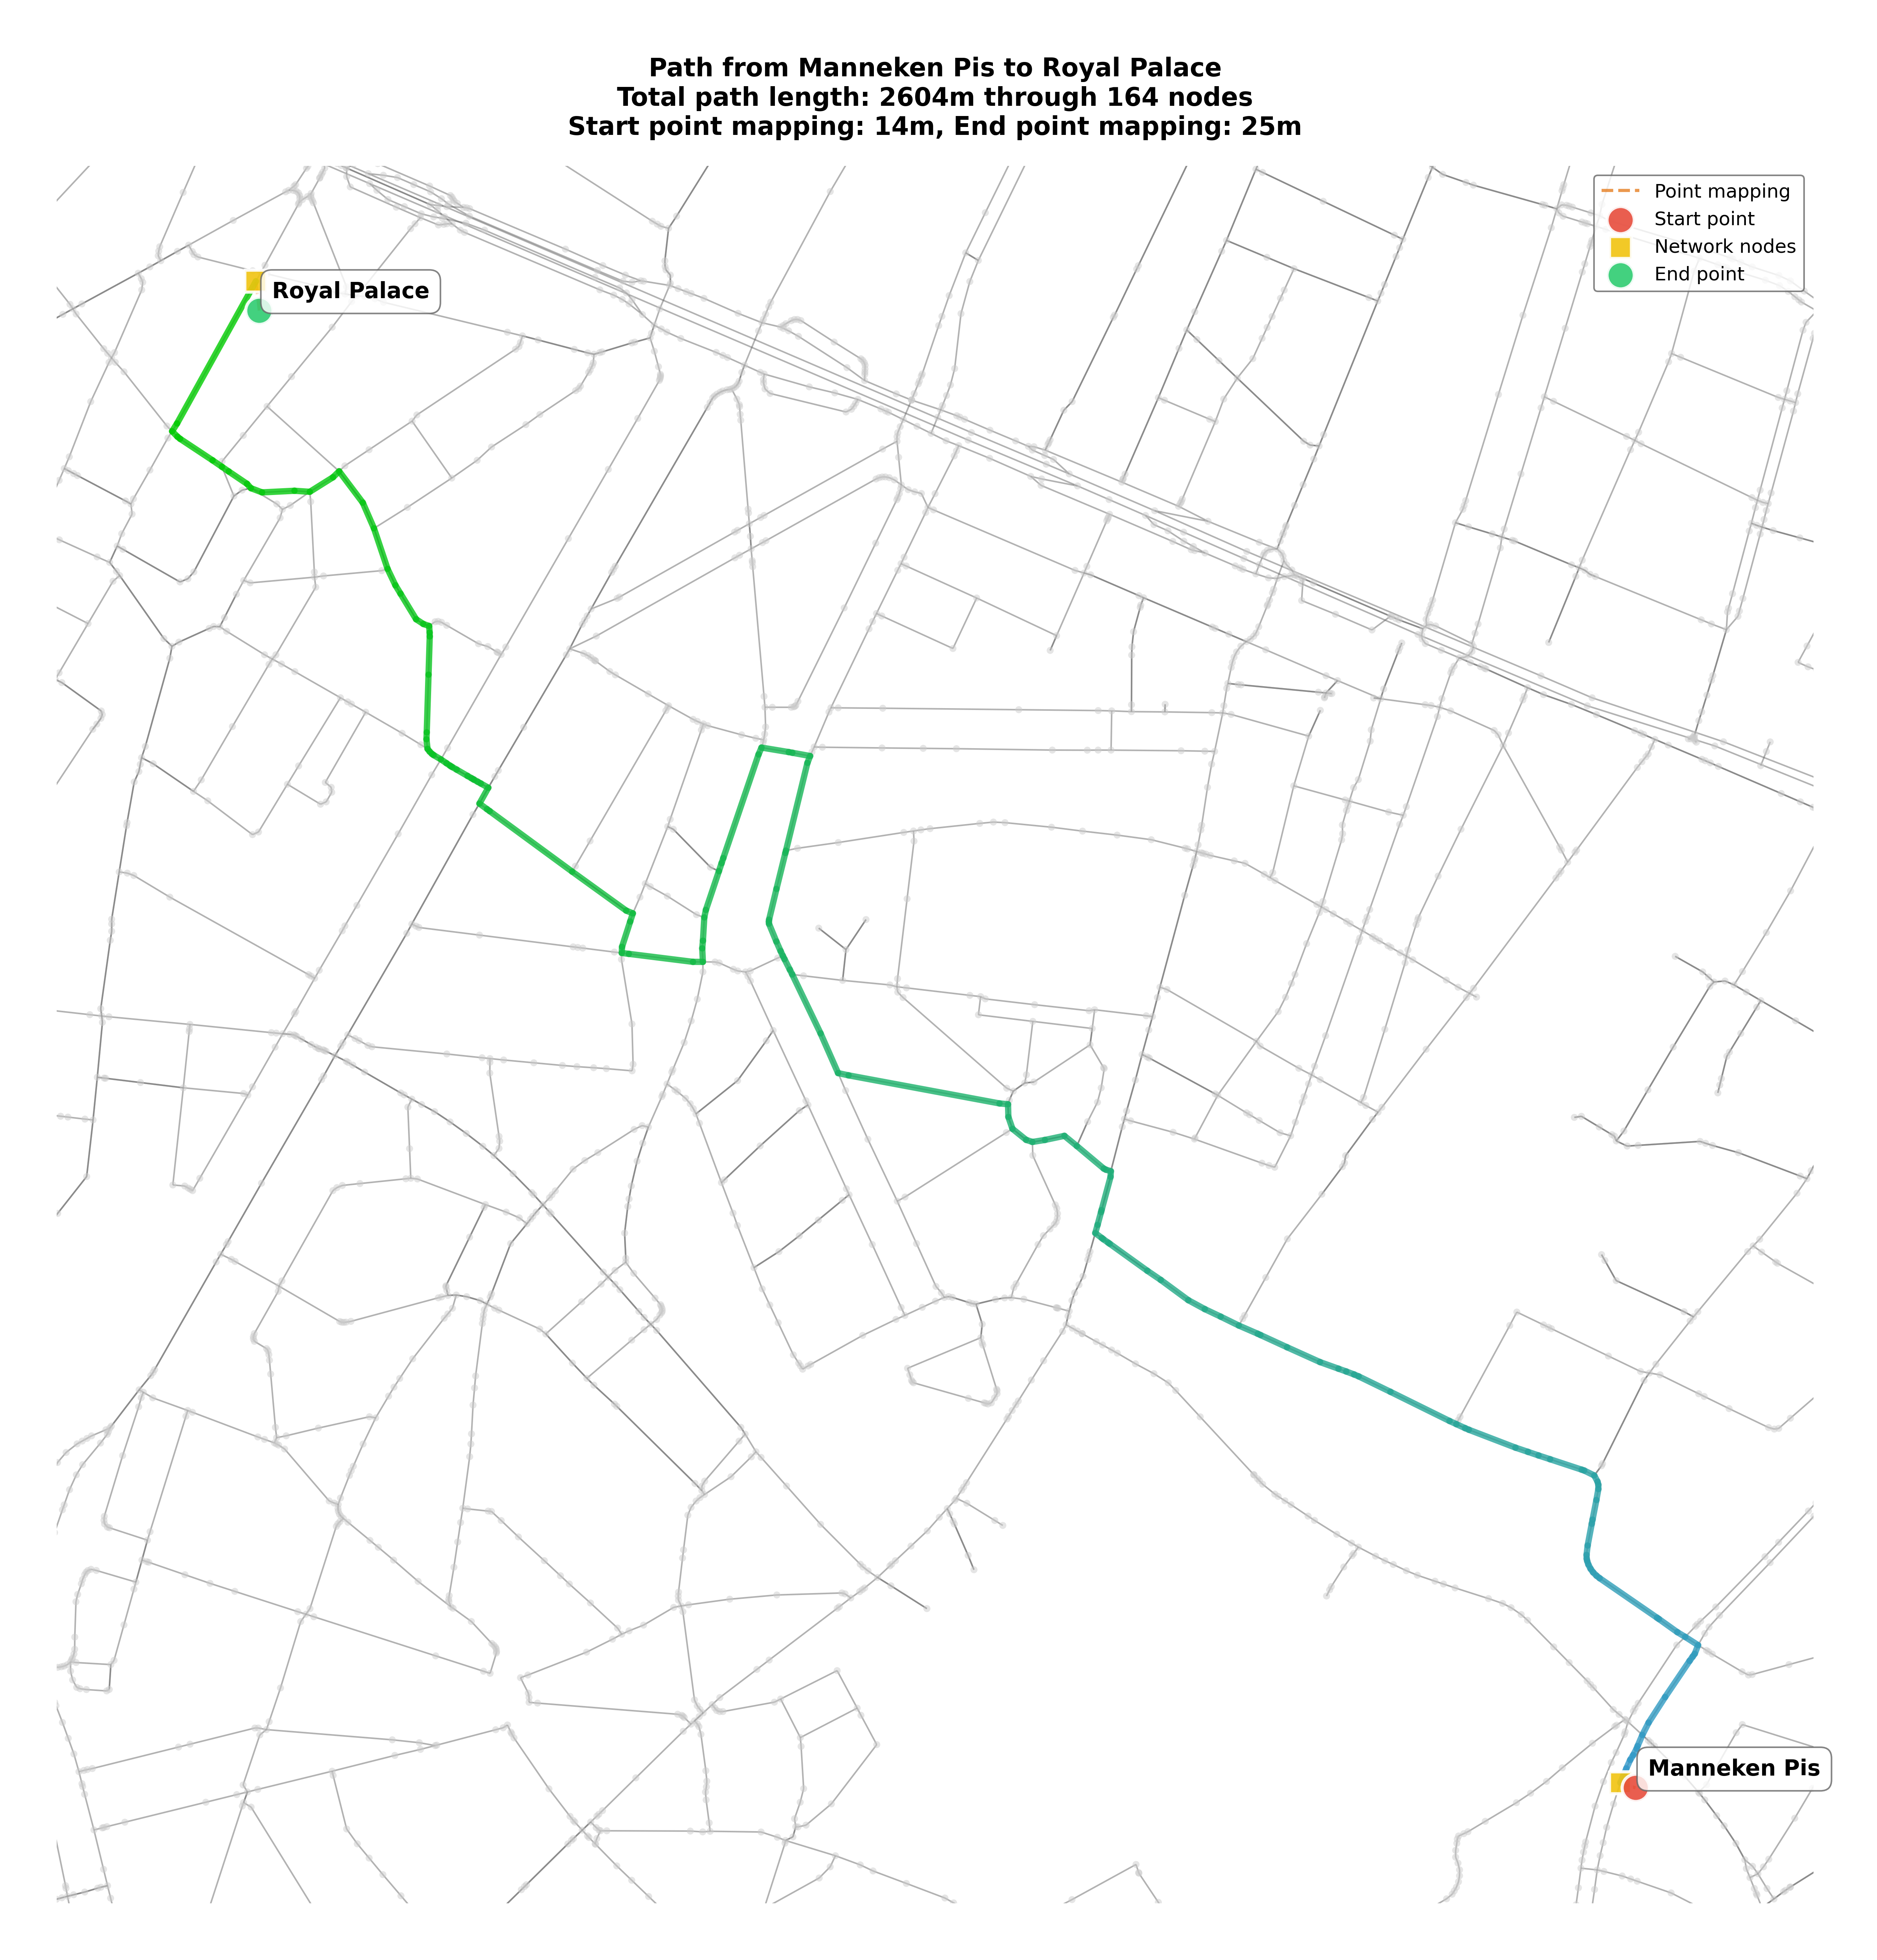 Path from Manneken Pis to Royal Palace
Total path length: 2604m through 164 nodes
Start point mapping: 14m, End point mapping: 25m
Point mapping
Start point
Network nodes
End point
Royal Palace
Manneken Pis